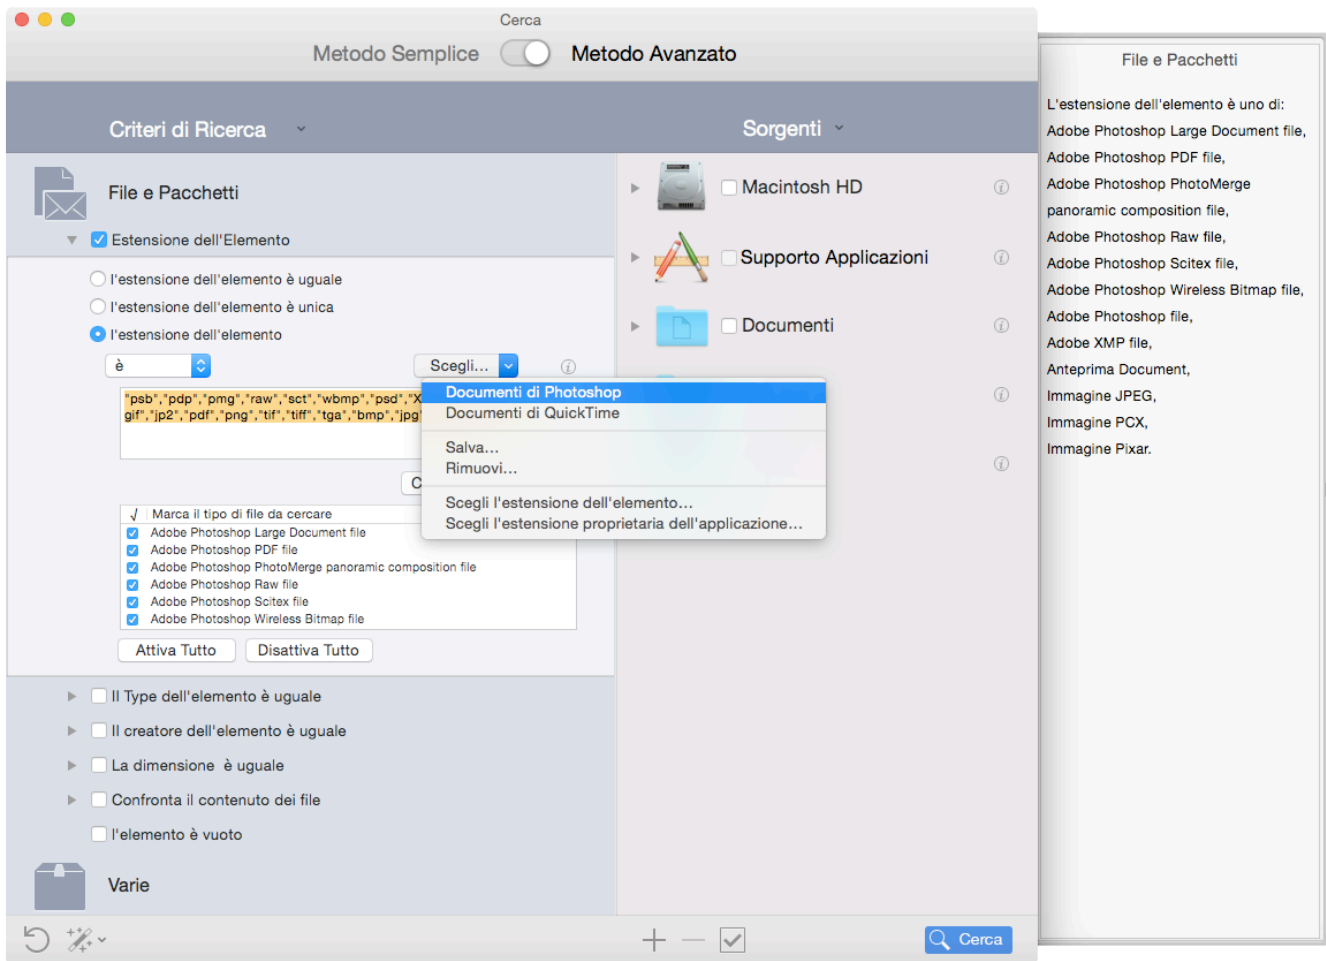 Cerca
Metodo Semplice Metodo Avanzato
Criteri di Ricerca
Sorgenti
File e Pacchetti
Estensione dell'Elemento
l'estensione dell'elemento è uguale
l'estensione dell'elemento è unica
l'estensione dell'elemento
è
Scegli...
"psb","pdp","pmg","raw","sct","wbmp","psd","X
gif","jp2","pdf","png","tif","tiff","tga","bmp","jpg
Documenti di Photoshop
Documenti di QuickTime
Salva...
Rimuovi...
Scegli l'estensione dell'elemento...
Scegli l'estensione proprietaria dell'applicazione...
C
√ Marca il tipo di file da cercare
Adobe Photoshop Large Document file
Adobe Photoshop PDF file
Adobe Photoshop PhotoMerge panoramic composition file
Adobe Photoshop Raw file
Adobe Photoshop Scitex file
Adobe Photoshop Wireless Bitmap file
Attiva Tutto Disattiva Tutto
Il Type dell'elemento è uguale
Il creatore dell'elemento è uguale
La dimensione è uguale
Confronta il contenuto dei file
l'elemento è vuoto
Varie
Macintosh HD
Supporto Applicazioni
Documenti
Cerca
File e Pacchetti
L'estensione dell'elemento è uno di:
Adobe Photoshop Large Document file,
Adobe Photoshop PDF file,
Adobe Photoshop PhotoMerge
panoramic composition file,
Adobe Photoshop Raw file,
Adobe Photoshop Scitex file,
Adobe Photoshop Wireless Bitmap file,
Adobe Photoshop file,
Adobe XMP file,
Anteprima Document,
Immagine JPEG,
Immagine PCX,
Immagine Pixar.